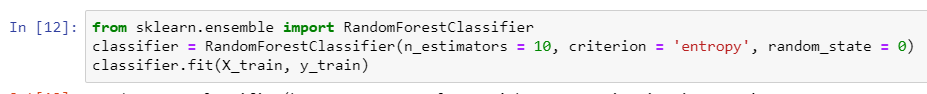 In [12]: from sklearn.ensemble import RandomForestClassifier
classifier = RandomForestClassifier(n_estimators = 10, criterion = 'entropy', random_state = 0)
classifier.fit(X_train, y_train)